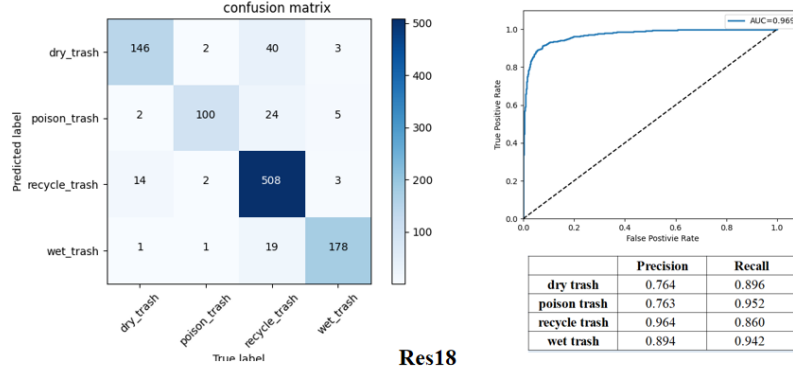 confusion matrix
Predicted label
dry_trash
poison_trash
recycle_trash
wet_trash
146 2 40 3
2 100 24 5
14 2 508 3
1 1 19 178
dry_trash
poison_trash
recycle_trash
wet_trash
True label
500
400
300
200
100
AUC=0.969
True Positive Rate
1.0
0.8
0.6
0.4
0.2
0.0
0.0 0.2 0.4 0.6 0.8 1.0
False Postivie Rate
Precision Recall
dry trash 0.764 0.896
poison trash 0.763 0.952
recycle trash 0.964 0.860
wet trash 0.894 0.942
Res18